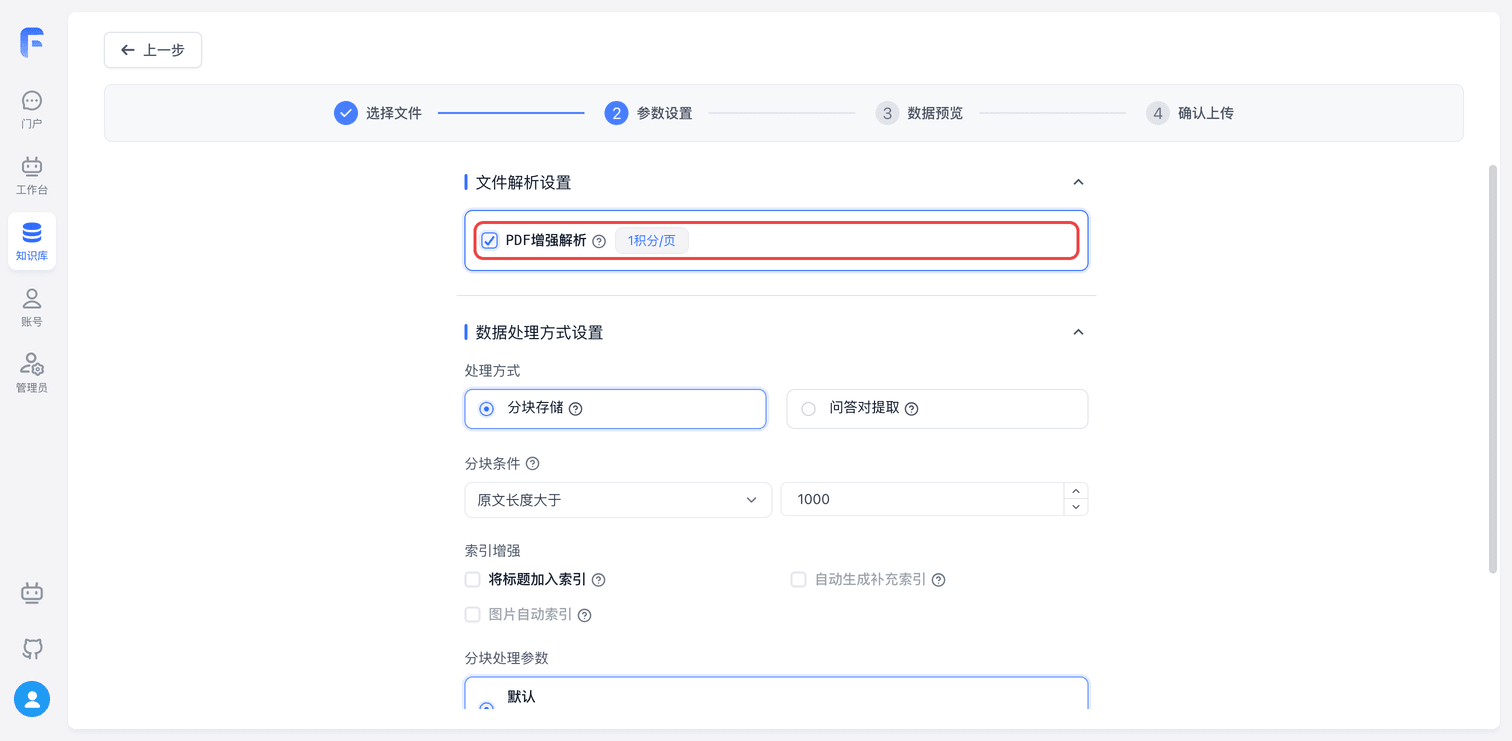 上一步
选择文件
2 参数设置
3 数据预览
4 确认上传
门户
工作台
知识库
账号
管理员
文件解析设置
PDF增强解析 1积分/页
数据处理方式设置
处理方式
分块存储 问答对提取
分块条件
原文长度大于 1000
索引增强
将标题加入索引 自动生成补充索引
图片自动索引
分块处理参数
默认